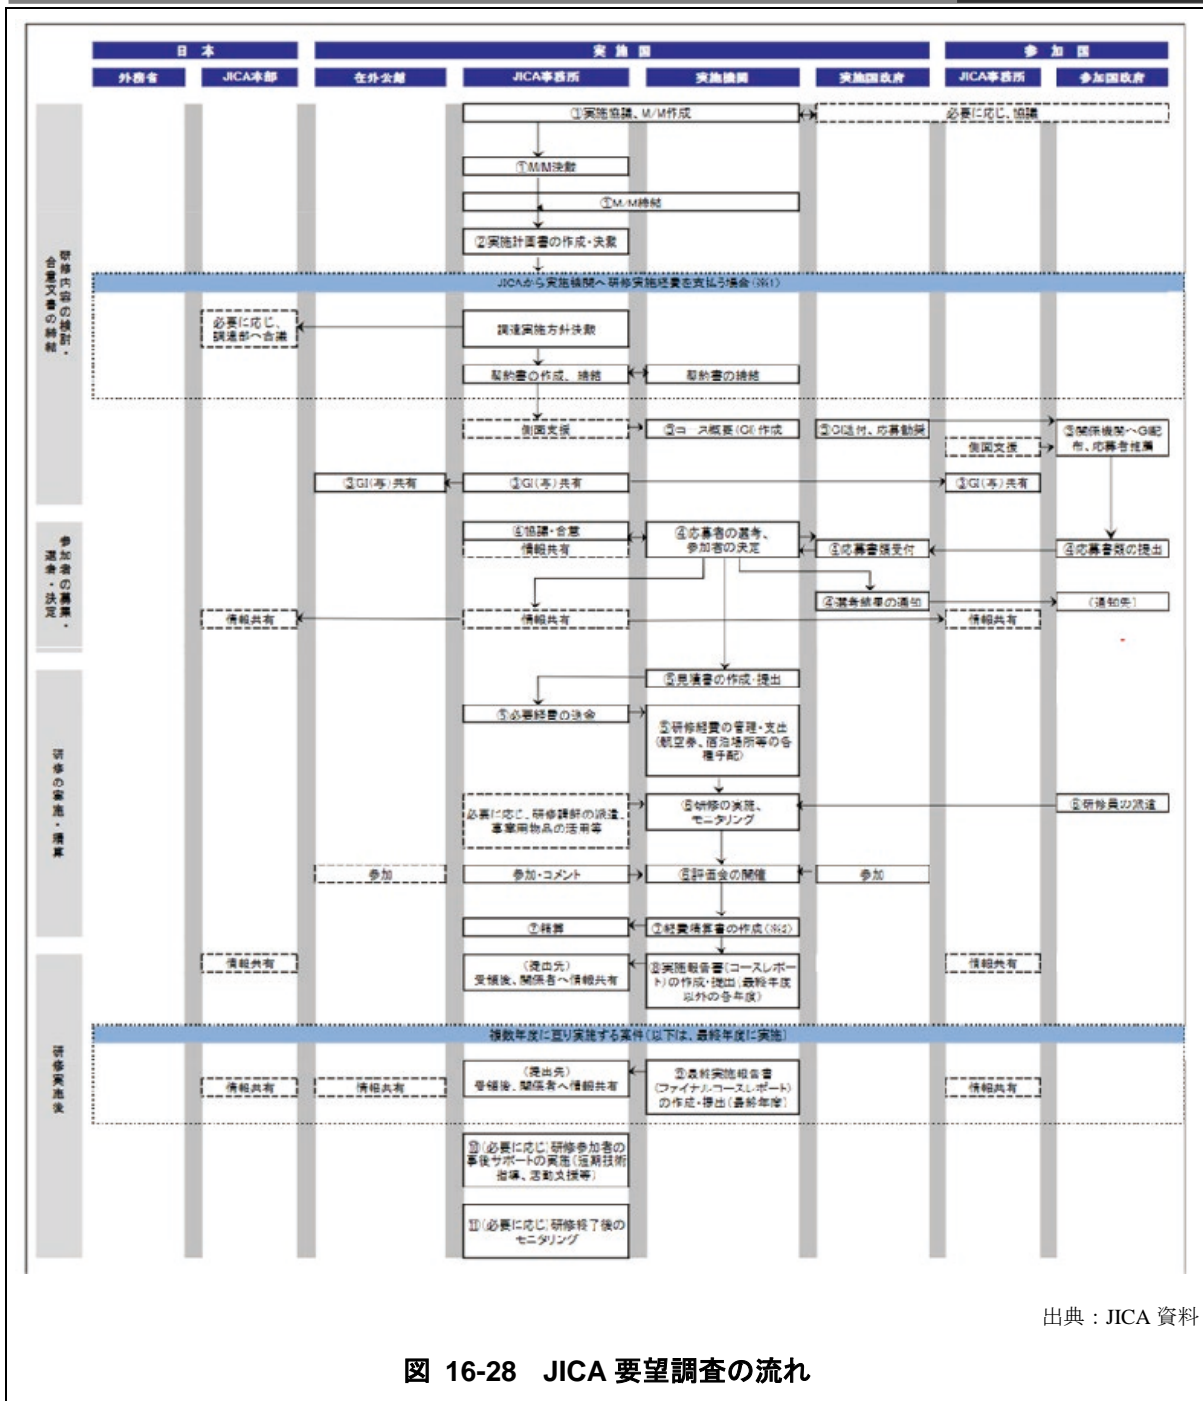 日本
実施国
参加国
外務省
JICA本部
在外公館
JICA事務所
実施機関
実施国政府
JICA事務所
参加国政府
研修内容の検討・
合意文書の締結
①実施協議、M/M作成
必要に応じ、協議
①M/M決裁
①M/M締結
②実施計画書の作成・決裁
JICAから実施機関へ研修実施経費を支払う場合(※1)
必要に応じ、
調達部へ合議
調達実施方針決裁
契約書の作成、締結
契約書の締結
側面支援
③コース概要(GI)作成
③GI送付、応募勧奨
側面支援
③関係機関へGI配
布、応募者推薦
③GI(写)共有
③GI(写)共有
③GI(写)共有
参加者の募集・
選考・決定
④協議・合意
情報共有
④応募者の選考、
参加者の決定
④応募書類受付
④応募書類の提出
④選考結果の通知
(通知先)
情報共有
情報共有
情報共有
研修の実施・精算
⑤見積書の作成・提出
⑤必要経費の送金
⑤研修経費の管理・支出
(航空券、宿泊場所等の各
種手配)
必要に応じ、研修講師の派遣、
事業用物品の活用等
⑥研修の実施、
モニタリング
⑥研修員の派遣
参加
参加・コメント
⑥評価会の開催
参加
⑦精算
⑦経費精算書の作成(※2)
研修実施後
情報共有
(提出先)
受領後、関係者へ情報共有
⑧実施報告書(コースレポー
ト)の作成・提出(最終年度
以外の各年度)
情報共有
複数年度に亘り実施する案件(以下は、最終年度に実施)
情報共有
情報共有
(提出先)
受領後、関係者へ情報共有
⑨最終実施報告書
(ファイナルコースレポート)
の作成・提出(最終年度)
情報共有
⑩(必要に応じ)研修参加者の
事後サポートの実施(短期技術
指導、活動支援等)
⑪(必要に応じ)研修終了後の
モニタリング
出典：JICA 資料
図 16-28 JICA 要望調査の流れ